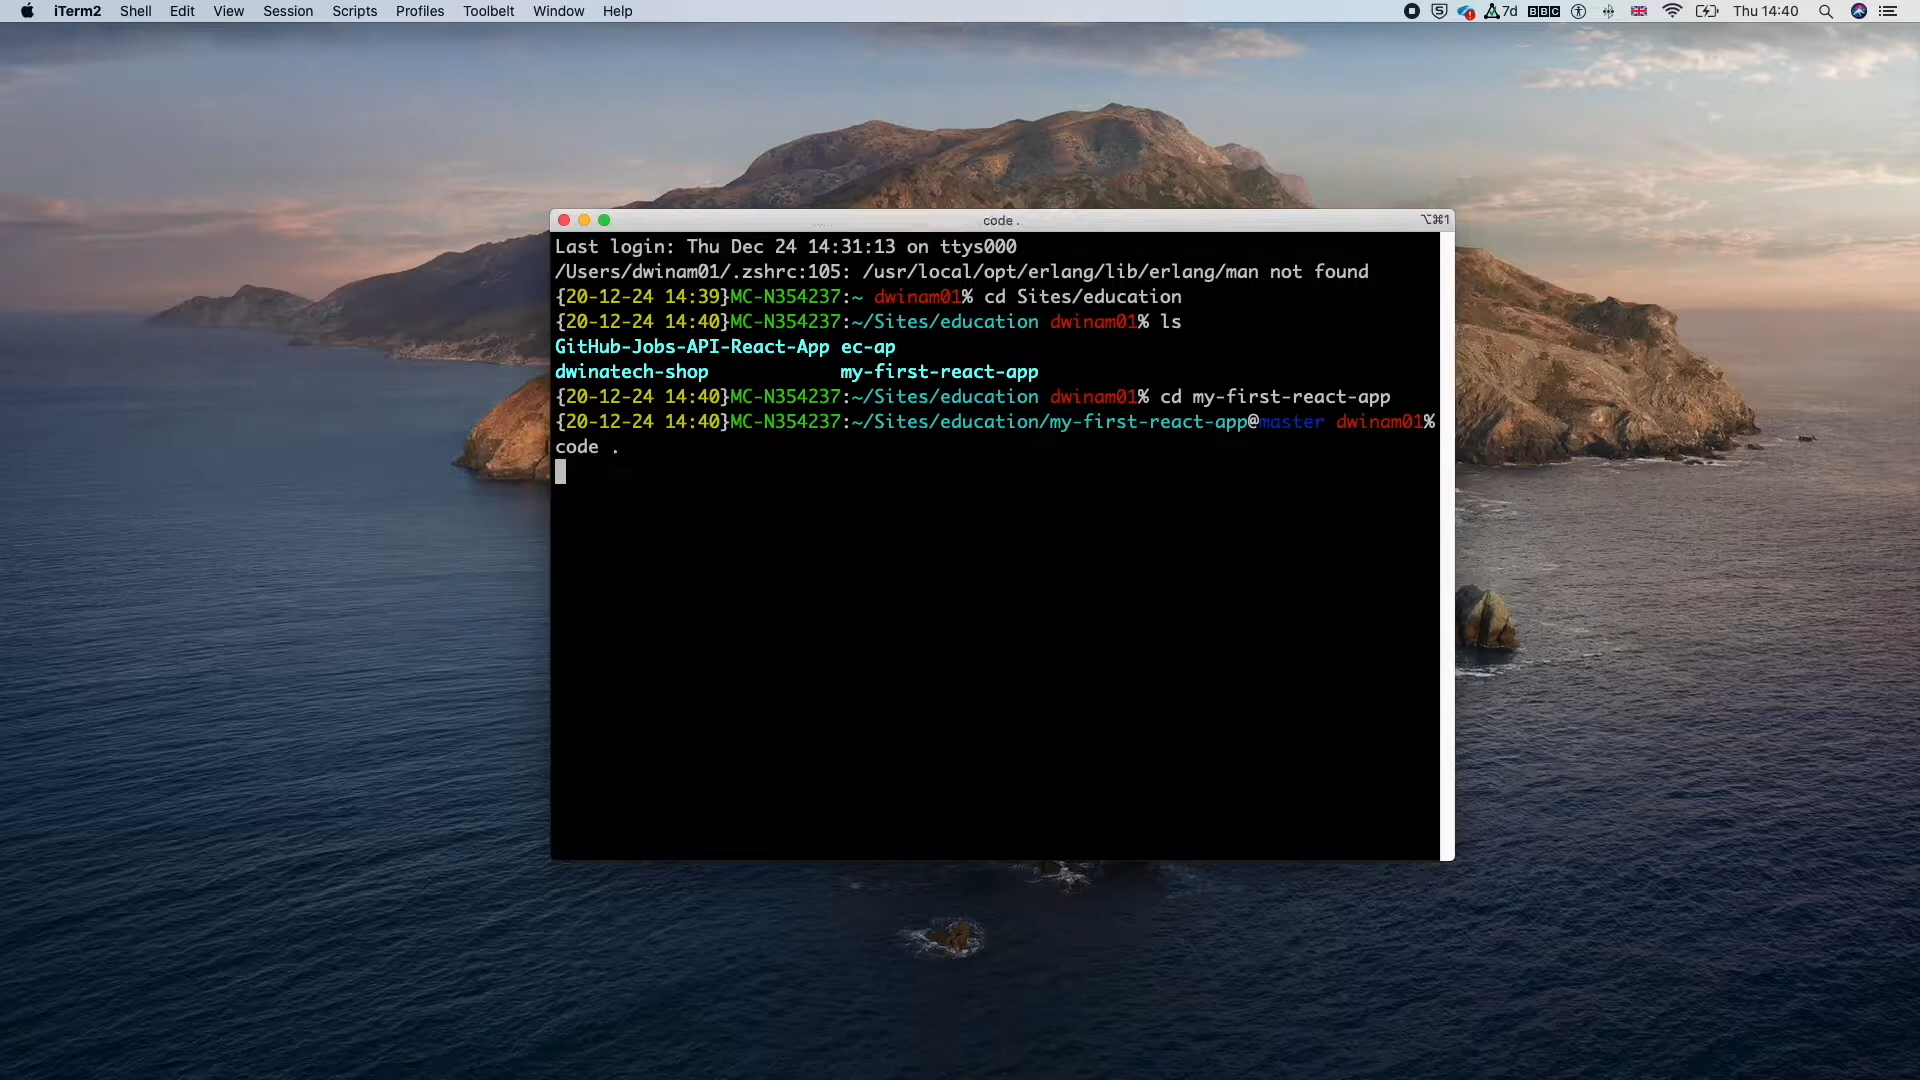 iTerm2 Shell Edit View Session Scripts Profiles Toolbelt Window Help 7d BBC Thu 14:40
code . ⌥⌘1
Last login: Thu Dec 24 14:31:13 on ttys000
/Users/dwinam01/.zshrc:105: /usr/local/opt/erlang/lib/erlang/man not found
{20-12-24 14:39}MC-N354237:~ dwinam01% cd Sites/education
{20-12-24 14:40}MC-N354237:~/Sites/education dwinam01% ls
GitHub-Jobs-API-React-App ec-ap
dwinatech-shop my-first-react-app
{20-12-24 14:40}MC-N354237:~/Sites/education dwinam01% cd my-first-react-app
{20-12-24 14:40}MC-N354237:~/Sites/education/my-first-react-app@master dwinam01%
code .